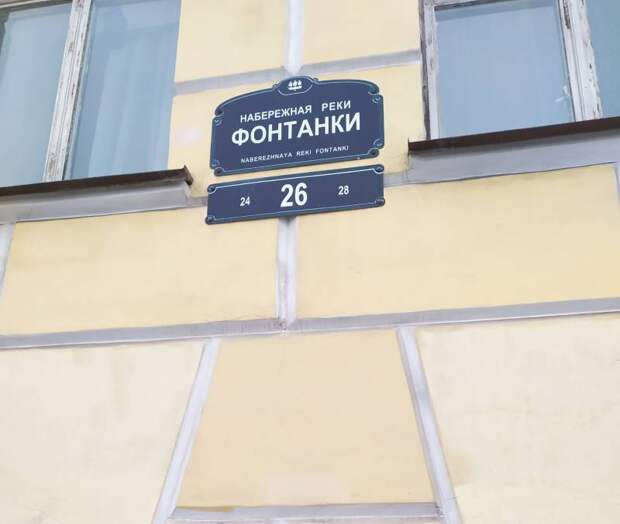 НАБЕРЕЖНАЯ РЕКИ
ФОНТАНКИ
NABEREZHNAYA REKI FONTANKI
24 26 28